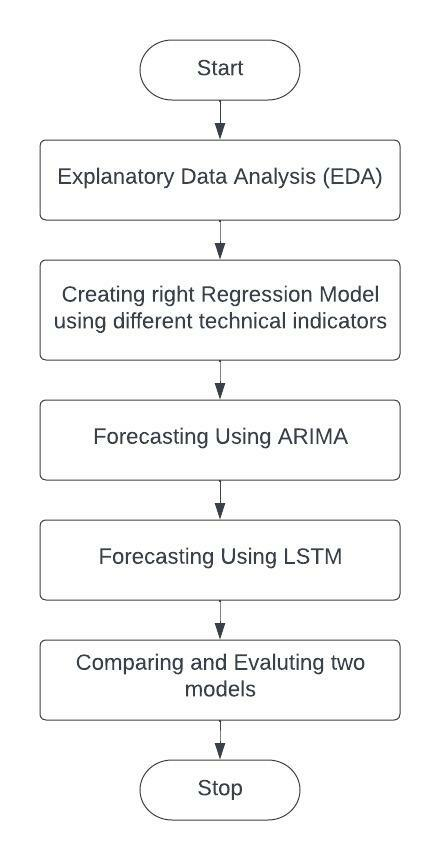 Start
Explanatory Data Analysis (EDA)
Creating right Regression Model
using different technical indicators
Forecasting Using ARIMA
Forecasting Using LSTM
Comparing and Evaluting two
models
Stop